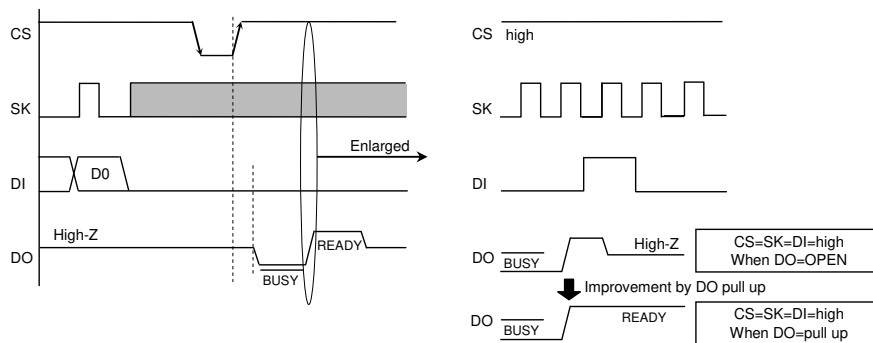 CS
SK
DI
D0
Enlarged
DO
High-Z
BUSY
READY
CS
high
SK
DI
DO
BUSY
High-Z
CS=SK=DI=high
When DO=OPEN
Improvement by DO pull up
DO
BUSY
READY
CS=SK=DI=high
When DO=pull up